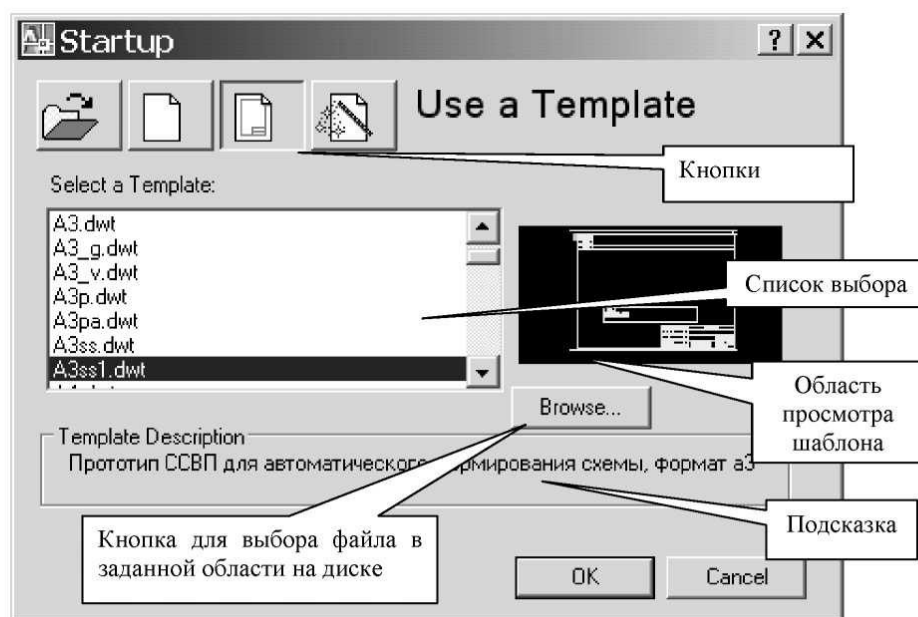 Startup
Use a Template
Кнопки
Select a Template:
A3.dwt
A3_g.dwt
A3_v.dwt
A3p.dwt
A3pa.dwt
A3ss.dwt
A3ss1.dwt
Список выбора
Область
просмотра
шаблона
Browse...
Template Description
Прототип ССВП для автоматического формирования схемы, формат а3
Подсказка
Кнопка для выбора файла в
заданной области на диске
OK
Cancel